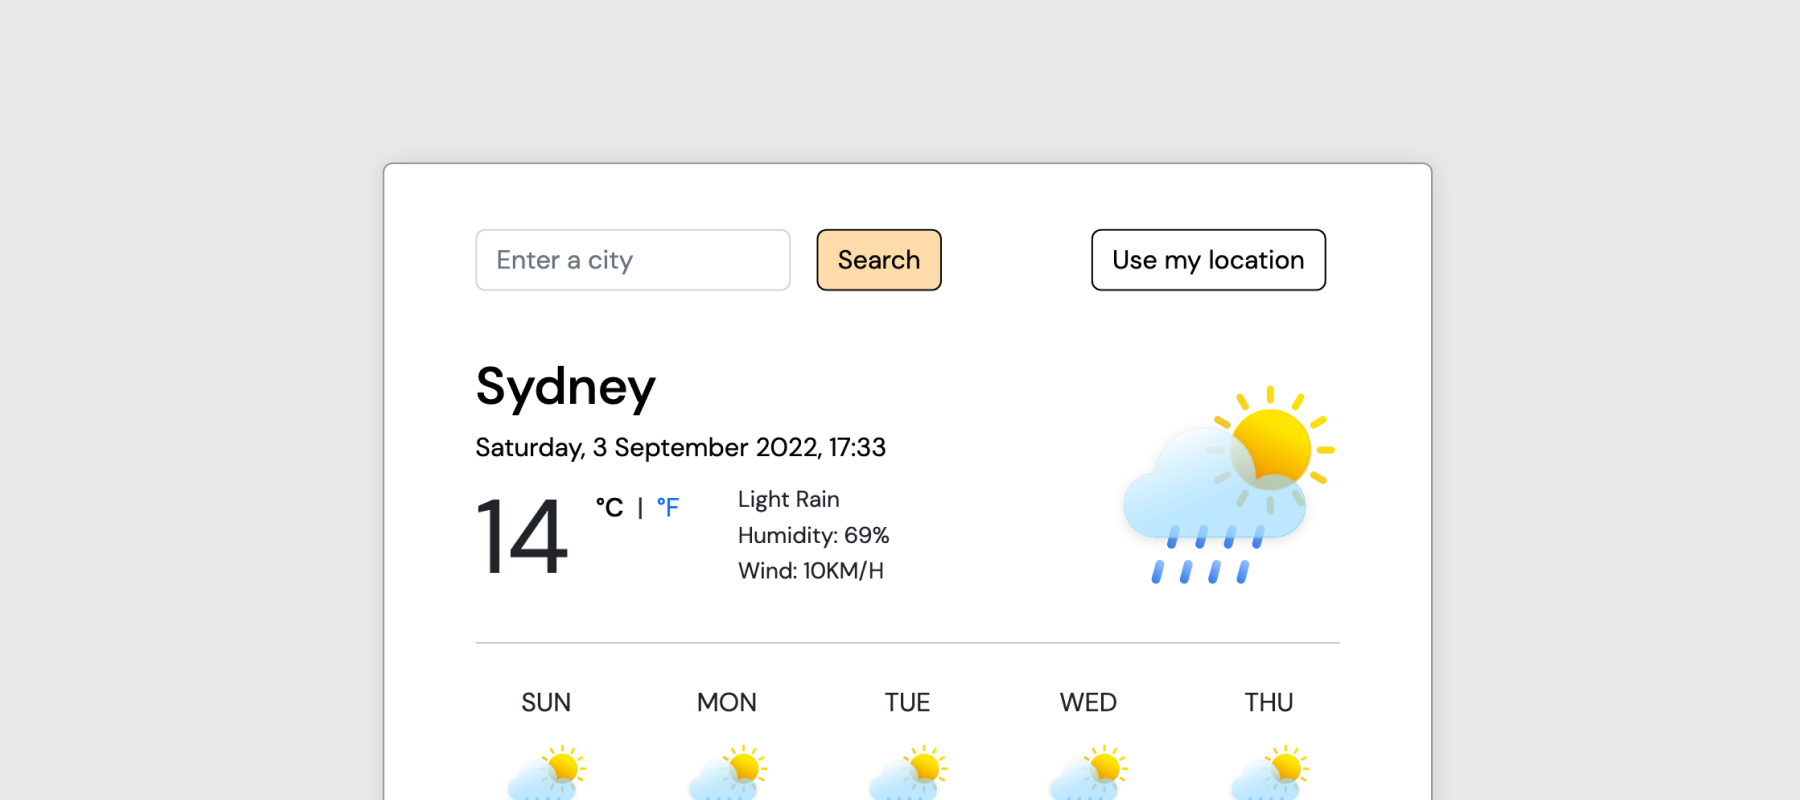 Enter a city
Search
Use my location
Sydney
Saturday, 3 September 2022, 17:33
14 °C | °F
Light Rain
Humidity: 69%
Wind: 10KM/H
SUN MON TUE WED THU